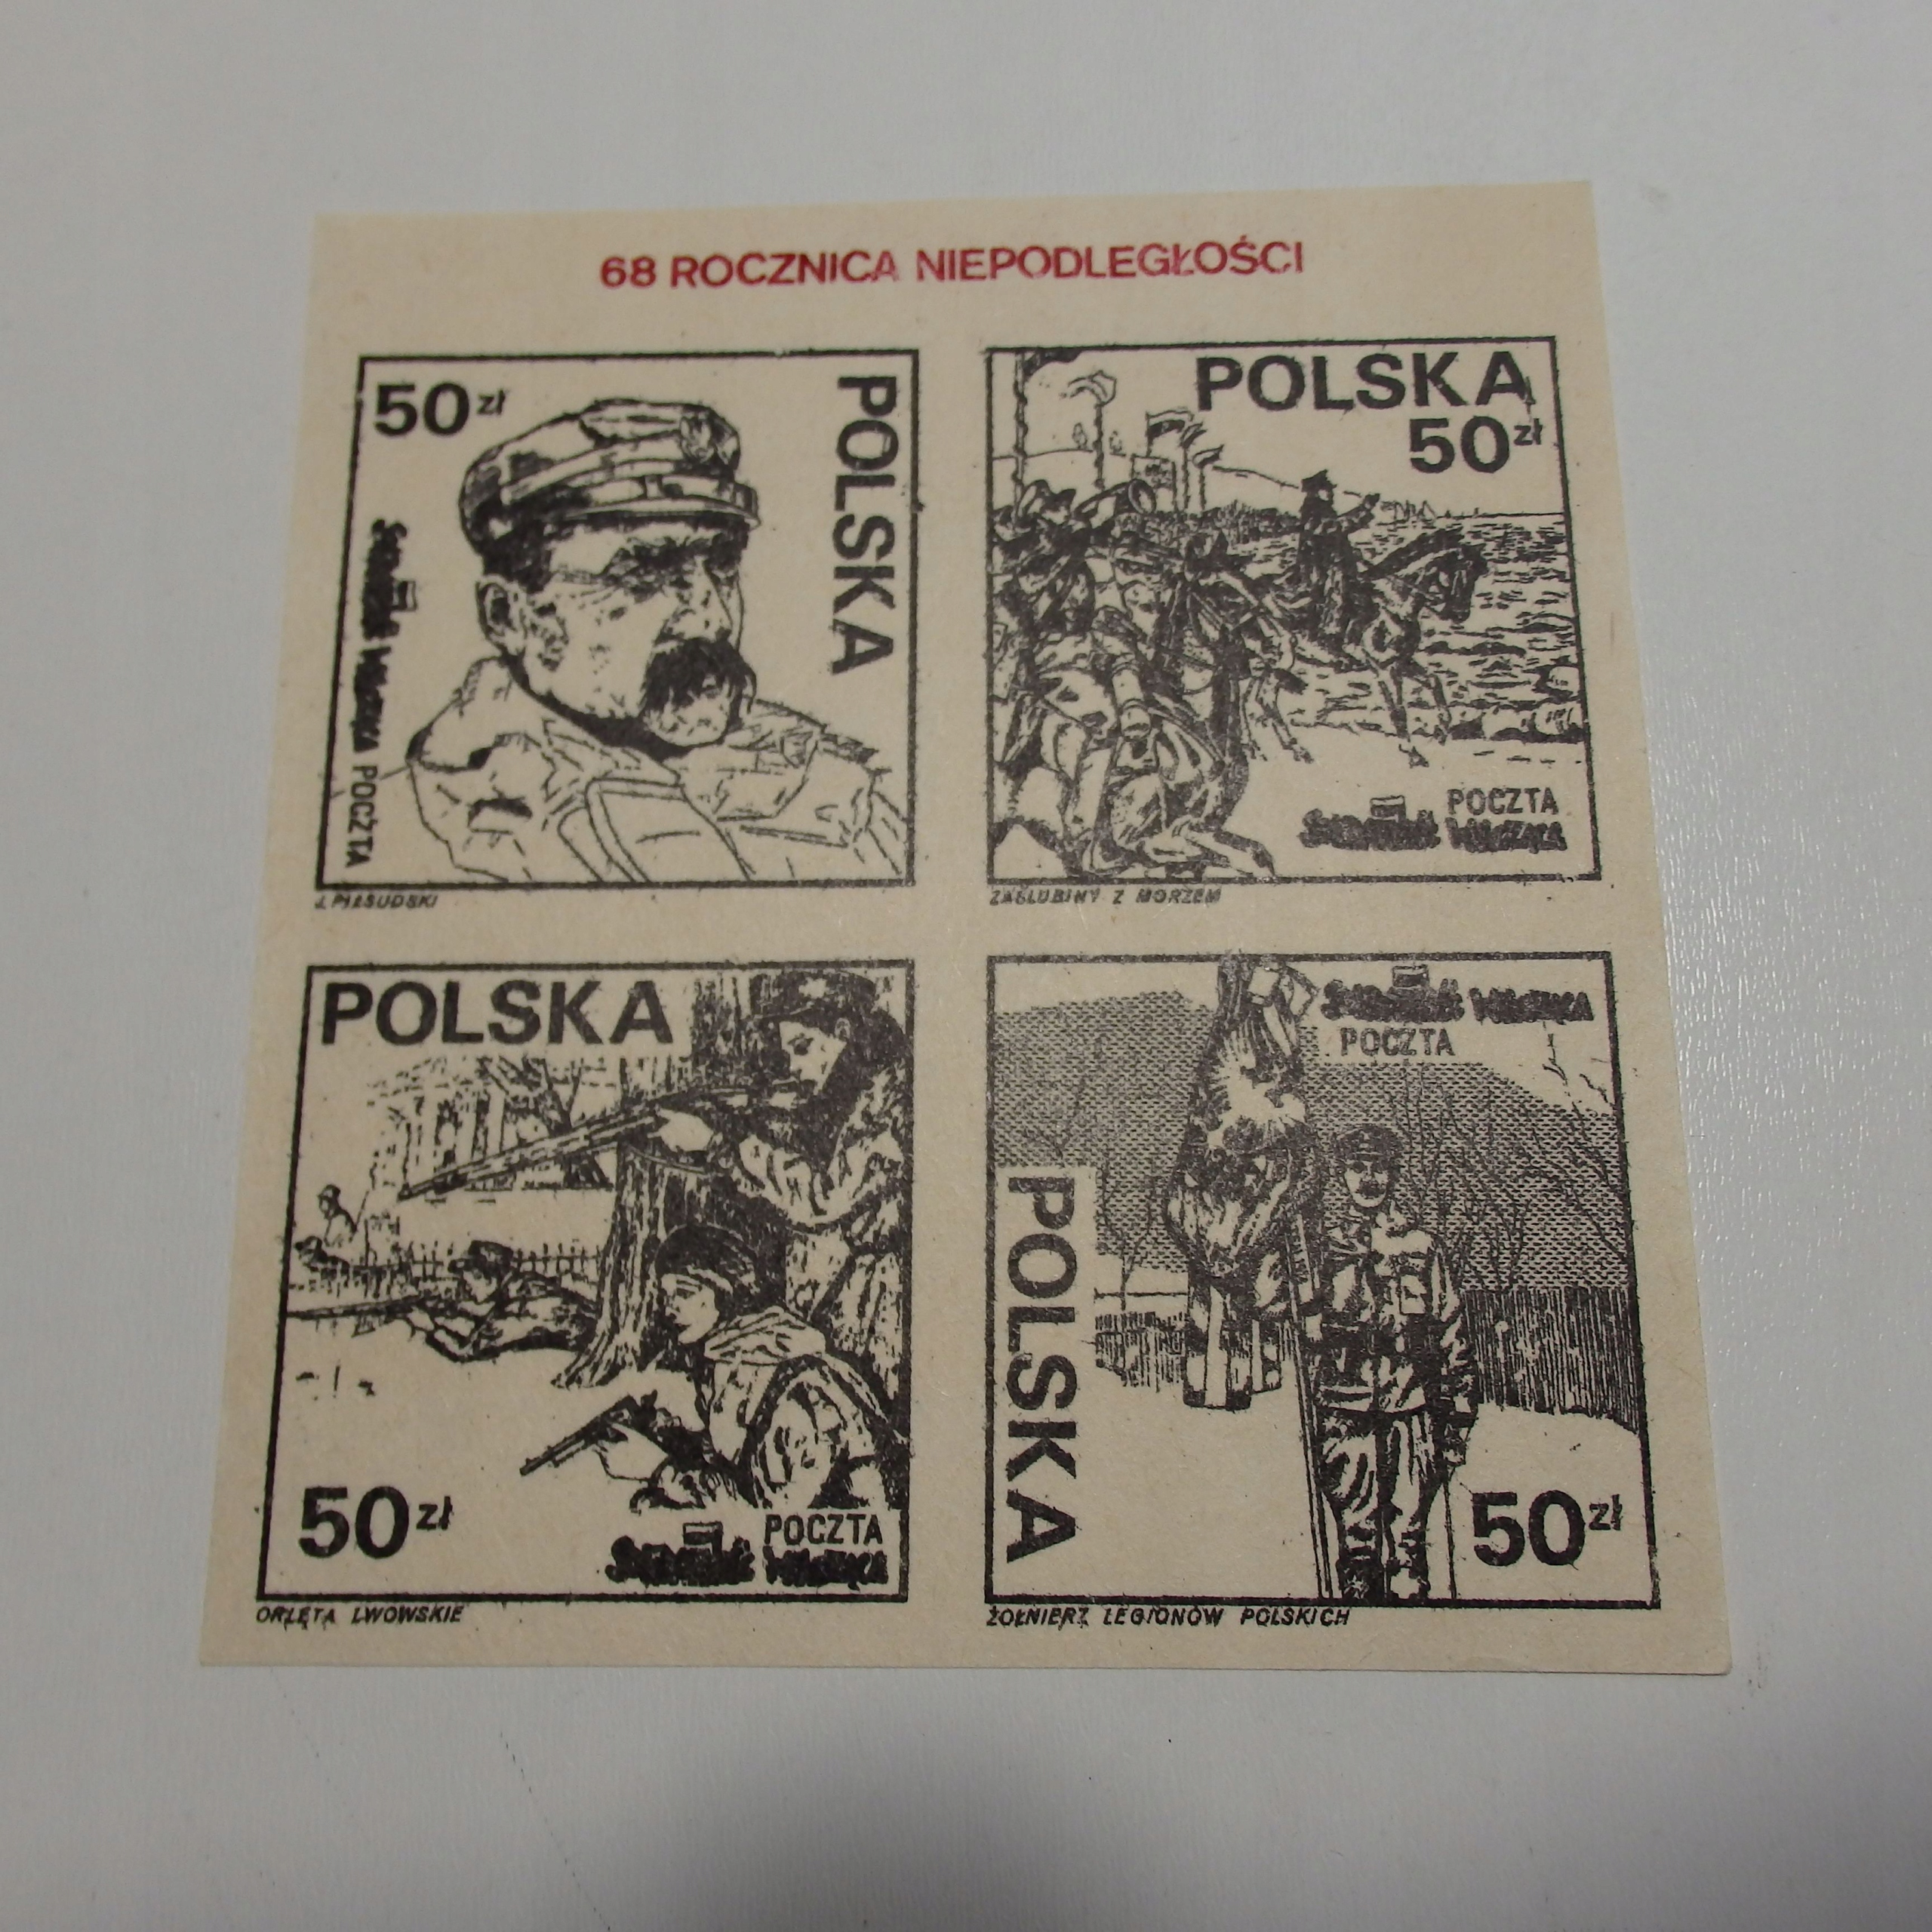 68 ROCZNICA NIEPODLEGŁOŚCI
50 zł
POLSKA
POCZTA
J. PIŁSUDSKI
POLSKA
50 zł
POCZTA
ZAŚLUBINY Z MORZEM
POLSKA
50 zł
POCZTA
ORLĘTA LWOWSKIE
POCZTA
POLSKA
50 zł
ŻOŁNIERZ LEGIONÓW POLSKICH